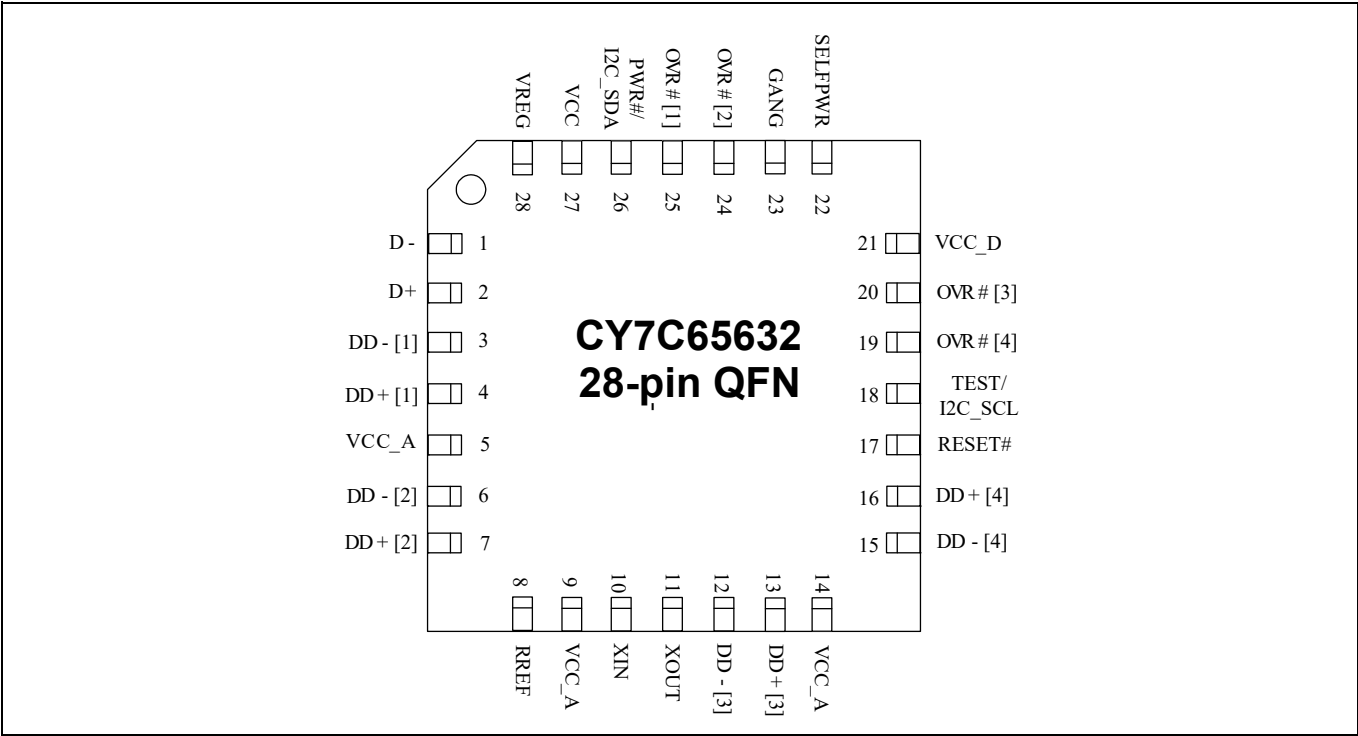 VREG
VCC
PWR#/
I2C_SDA
OVR # [1]
OVR # [2]
GANG
SELFPWR
28
27
26
25
24
23
22
D - 1
D+ 2
DD - [1] 3
DD + [1] 4
VCC_A 5
DD - [2] 6
DD + [2] 7
CY7C65632
28-pin QFN
21 VCC_D
20 OVR # [3]
19 OVR # [4]
18 TEST/
I2C_SCL
17 RESET#
16 DD + [4]
15 DD - [4]
8
9
10
11
12
13
14
RREF
VCC_A
XIN
XOUT
DD - [3]
DD + [3]
VCC_A